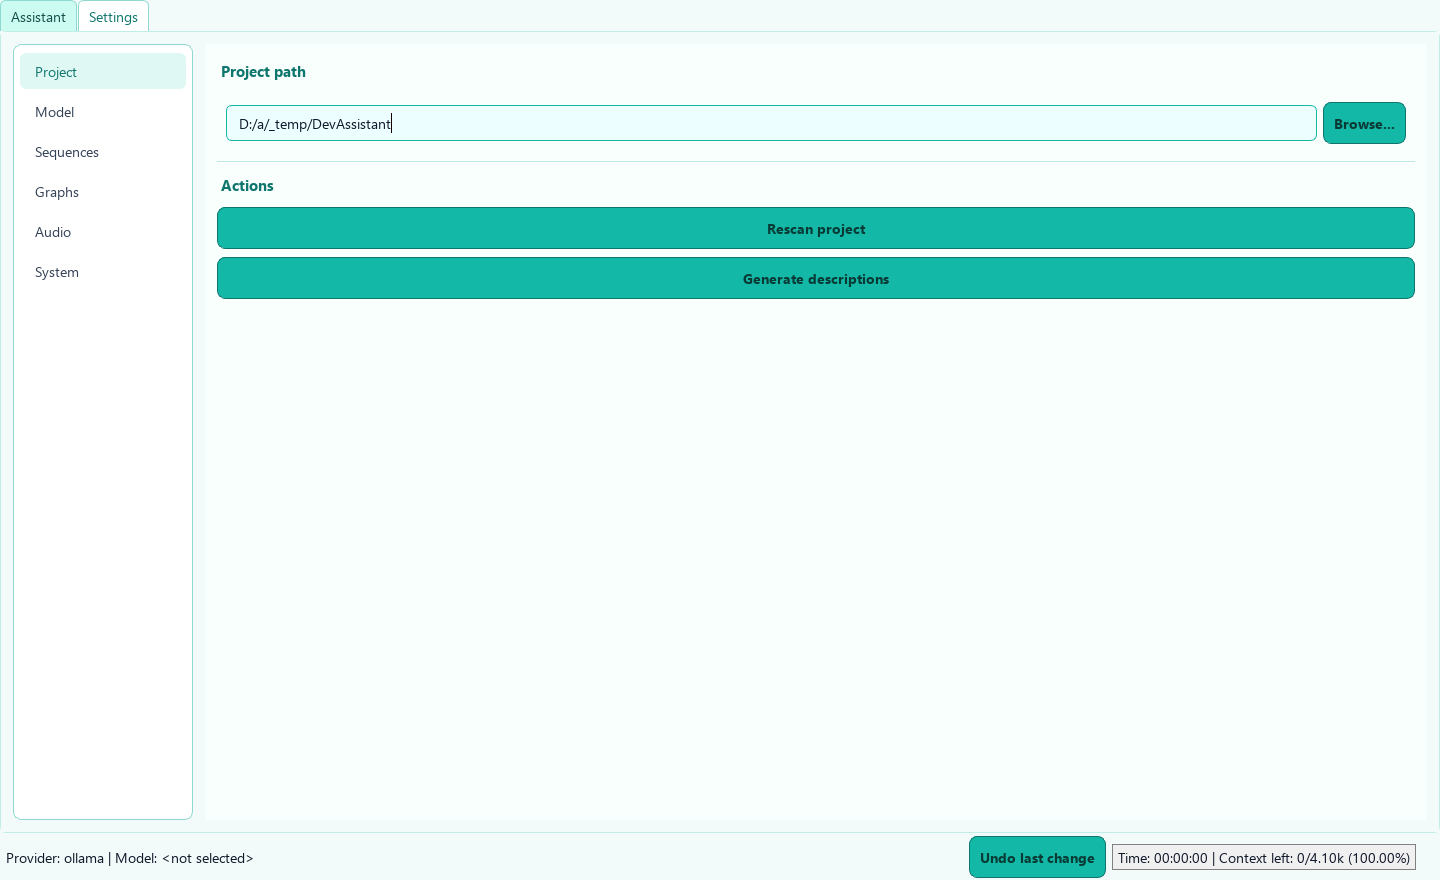 Assistant
Settings
Project
Model
Sequences
Graphs
Audio
System
Project path
D:/a/_temp/DevAssistant
Browse...
Actions
Rescan project
Generate descriptions
Provider: ollama | Model: <not selected>
Undo last change
Time: 00:00:00 | Context left: 0/4.10k (100.00%)